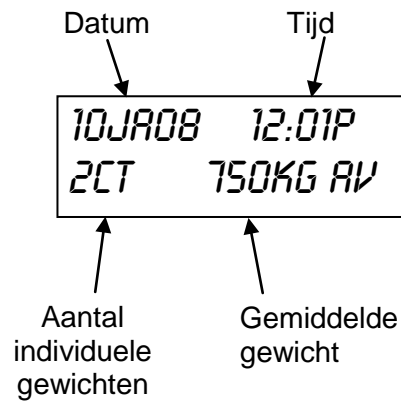 Datum Tijd
10JA08 12:01P
2CT 750KG AV
Aantal
individuele
gewichten
Gemiddelde
gewicht